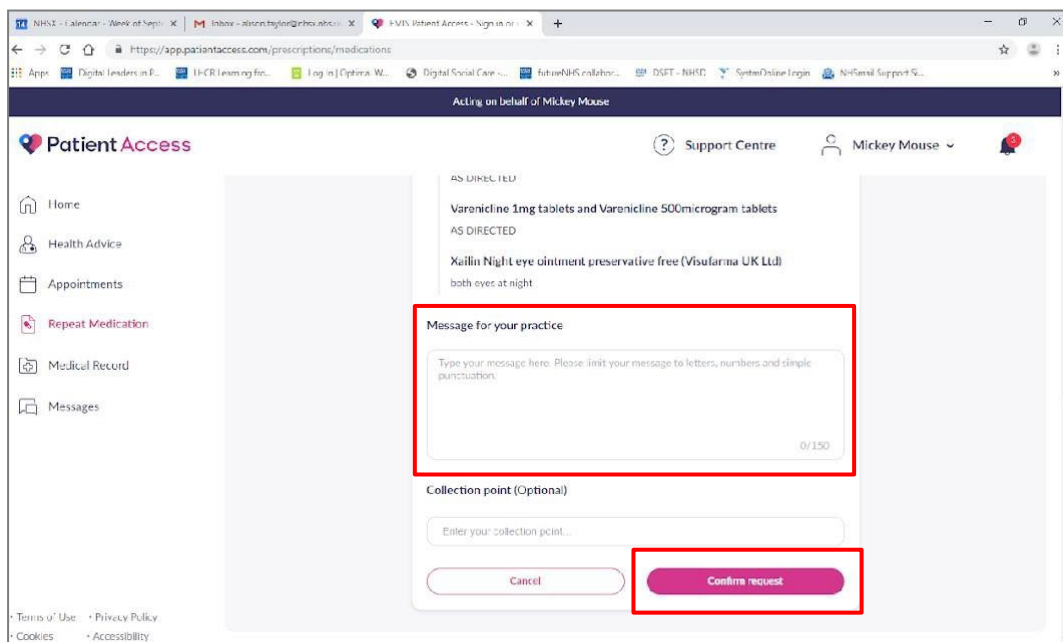 NHSX - Calendar - Week of Sept
Inbox - alison.taylor@nhsx.nhs.u
EMIS Patient Access - Sign in or
https://app.patientaccess.com/prescriptions/medications
Apps
Digital Leaders in P...
LHCR Learning fro...
Log in | Optima W...
Digital Social Care -...
futureNHS collabor...
DSPT - NHSD
SystmOnline Login
NHSmail Support S...
Acting on behalf of Mickey Mouse
Patient Access
Support Centre
Mickey Mouse
Home
Health Advice
Appointments
Repeat Medication
Medical Record
Messages
AS DIRECTED
Varenicline 1mg tablets and Varenicline 500microgram tablets
AS DIRECTED
Xailin Night eye ointment preservative free (Visufarma UK Ltd)
both eyes at night
Message for your practice
Type your message here. Please limit your message to letters, numbers and simple
punctuation.
0/150
Collection point (Optional)
Enter your collection point...
Cancel
Confirm request
• Terms of Use • Privacy Policy
• Cookies • Accessibility